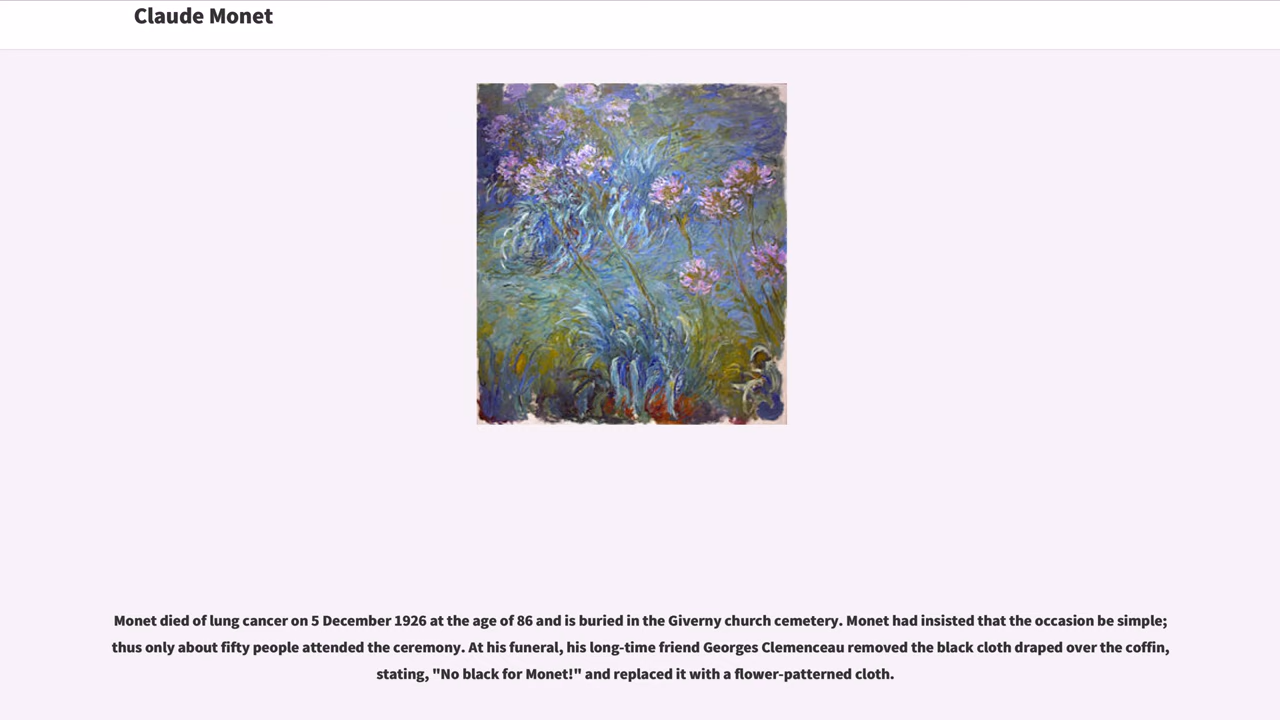 Claude Monet
Monet died of lung cancer on 5 December 1926 at the age of 86 and is buried in the Giverny church cemetery. Monet had insisted that the occasion be simple;
thus only about fifty people attended the ceremony. At his funeral, his long-time friend Georges Clemenceau removed the black cloth draped over the coffin,
stating, "No black for Monet!" and replaced it with a flower-patterned cloth.